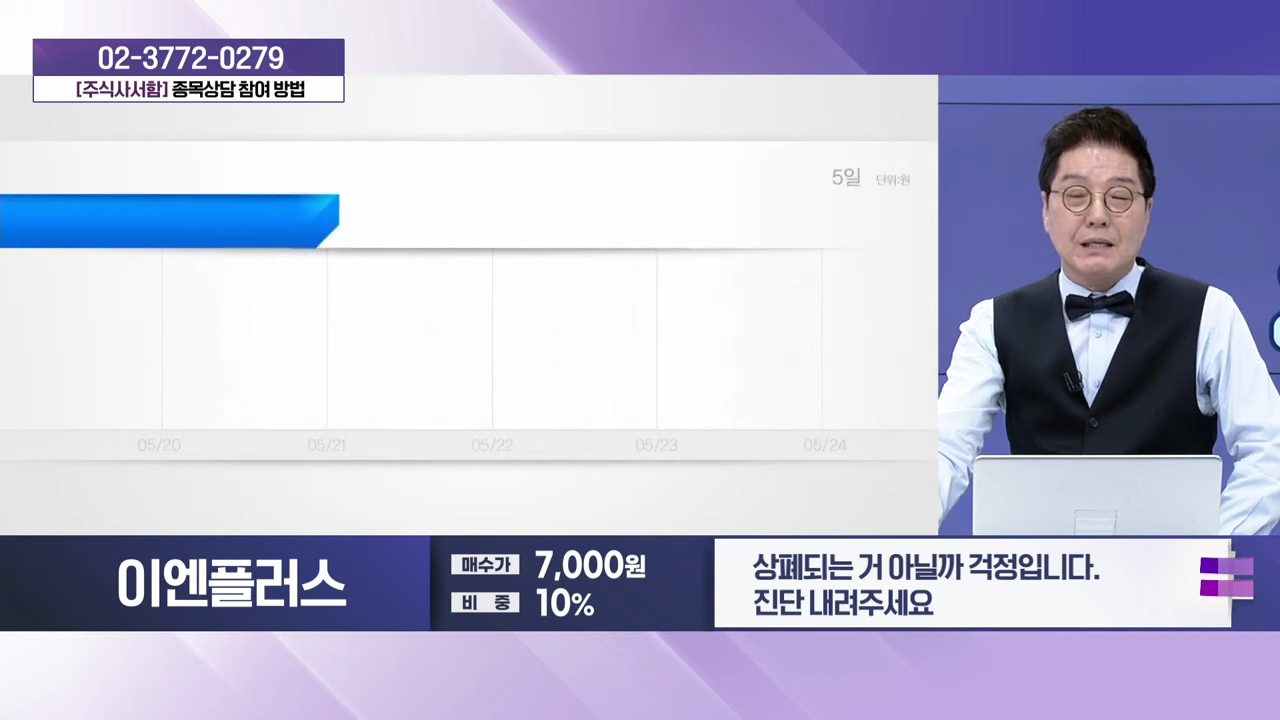 02-3772-0279
[주식사서함] 종목상담 참여 방법
5일 단위:원
05/20 05/21 05/22 05/23 05/24
이엔플러스
매수가 7,000원
비 중 10%
상폐되는 거 아닐까 걱정입니다.
진단 내려주세요